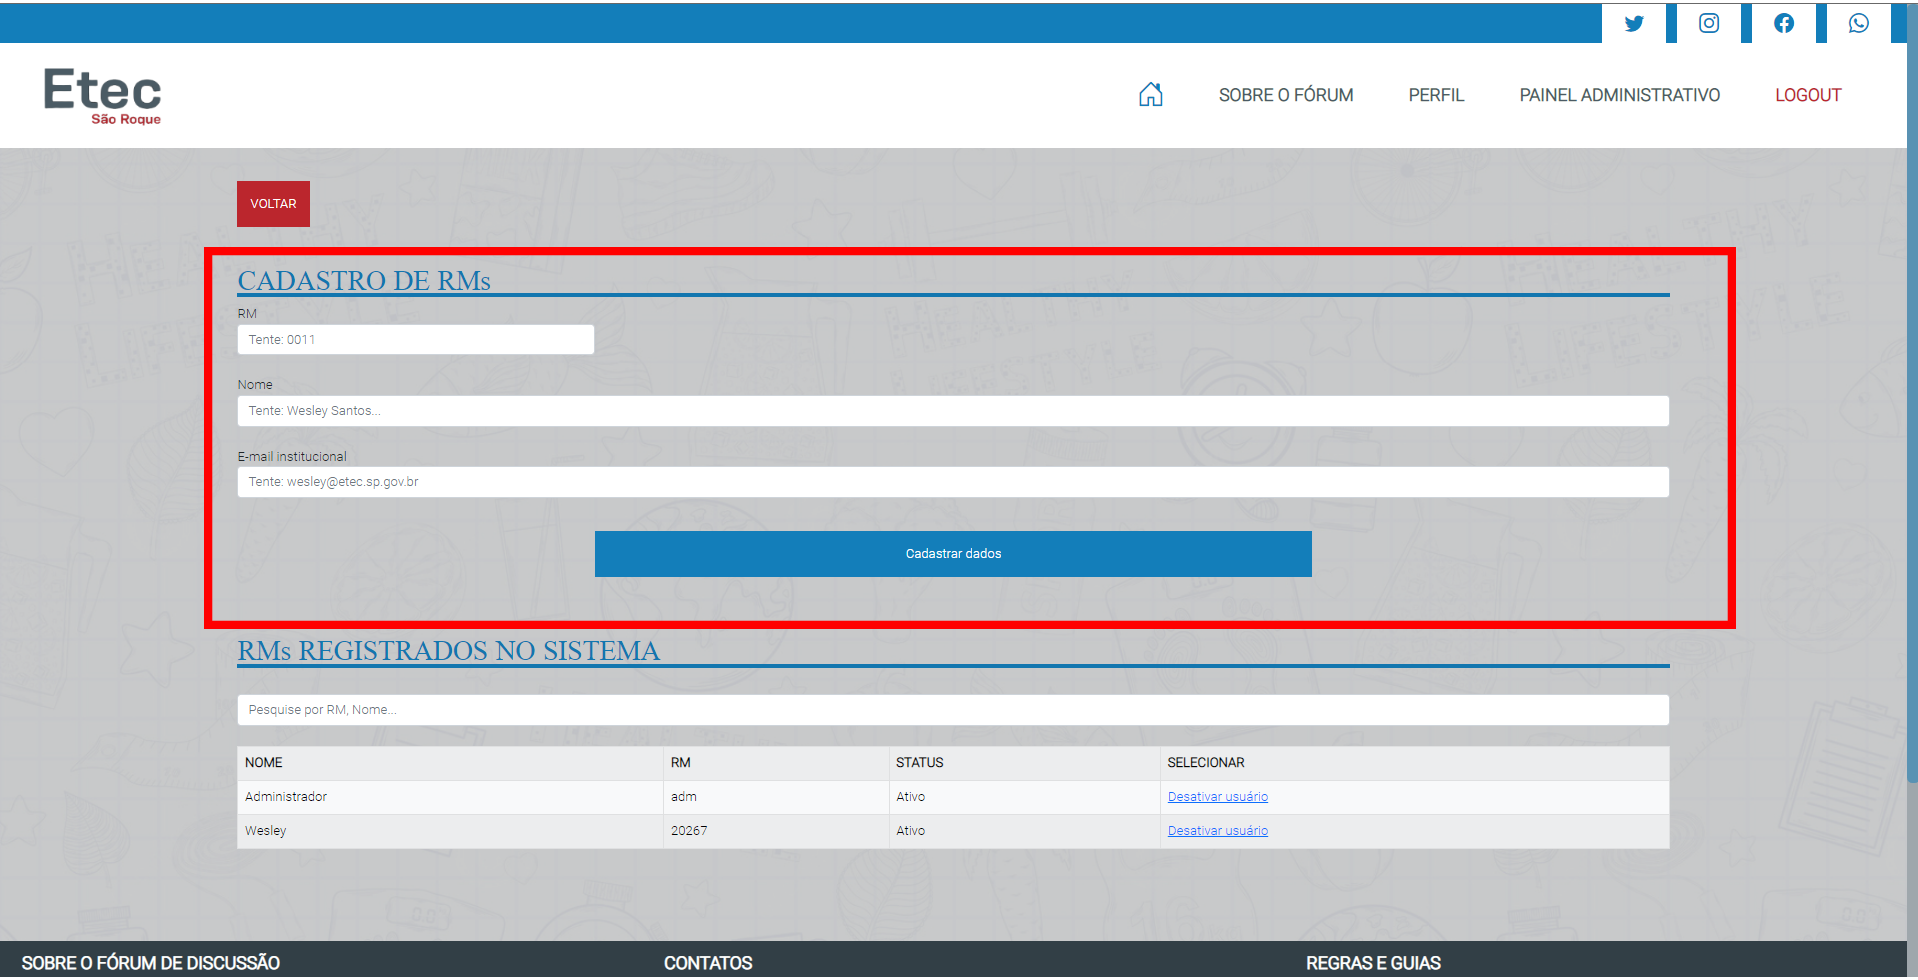 Etec
São Roque
SOBRE O FÓRUM
PERFIL
PAINEL ADMINISTRATIVO
LOGOUT
VOLTAR
CADASTRO DE RMs
RM
Tente: 0011
Nome
Tente: Wesley Santos...
E-mail institucional
Tente: wesley@etec.sp.gov.br
Cadastrar dados
RMs REGISTRADOS NO SISTEMA
Pesquise por RM, Nome...
NOME RM STATUS SELECIONAR
Administrador adm Ativo Desativar usuário
Wesley 20267 Ativo Desativar usuário
SOBRE O FÓRUM DE DISCUSSÃO
CONTATOS
REGRAS E GUIAS